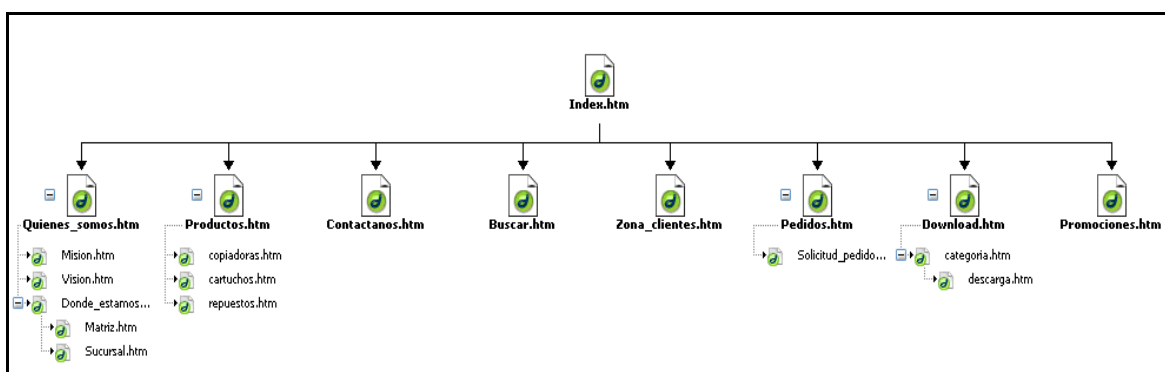 Index.htm
Quienes_somos.htm Productos.htm Contactanos.htm Buscar.htm Zona_clientes.htm Pedidos.htm Download.htm Promociones.htm
Mision.htm copiadoras.htm Solicitud_pedido... categoria.htm
Vision.htm cartuchos.htm descarga.htm
Donde_estamos... repuestos.htm
Matriz.htm
Sucursal.htm